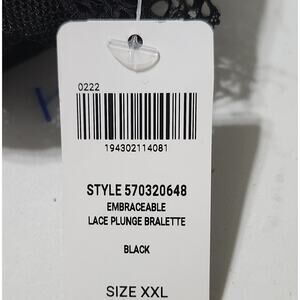 0222
194302114081
STYLE 570320648
EMBRACEABLE
LACE PLUNGE BRALETTE
BLACK
SIZE XXL